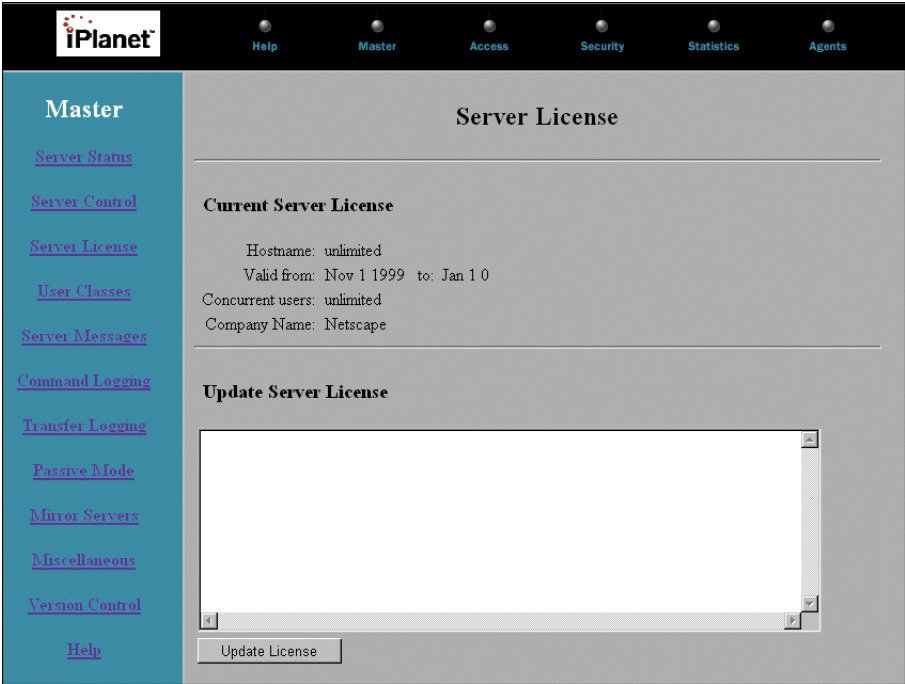 iPlanet™
Help Master Access Security Statistics Agents
Master
Server Status
Server Control
Server License
User Classes
Server Messages
Command Logging
Transfer Logging
Passive Mode
Mirror Servers
Miscellaneous
Version Control
Help
Server License
Current Server License
Hostname: unlimited
Valid from: Nov 1 1999 to: Jan 1 0
Concurrent users: unlimited
Company Name: Netscape
Update Server License
Update License